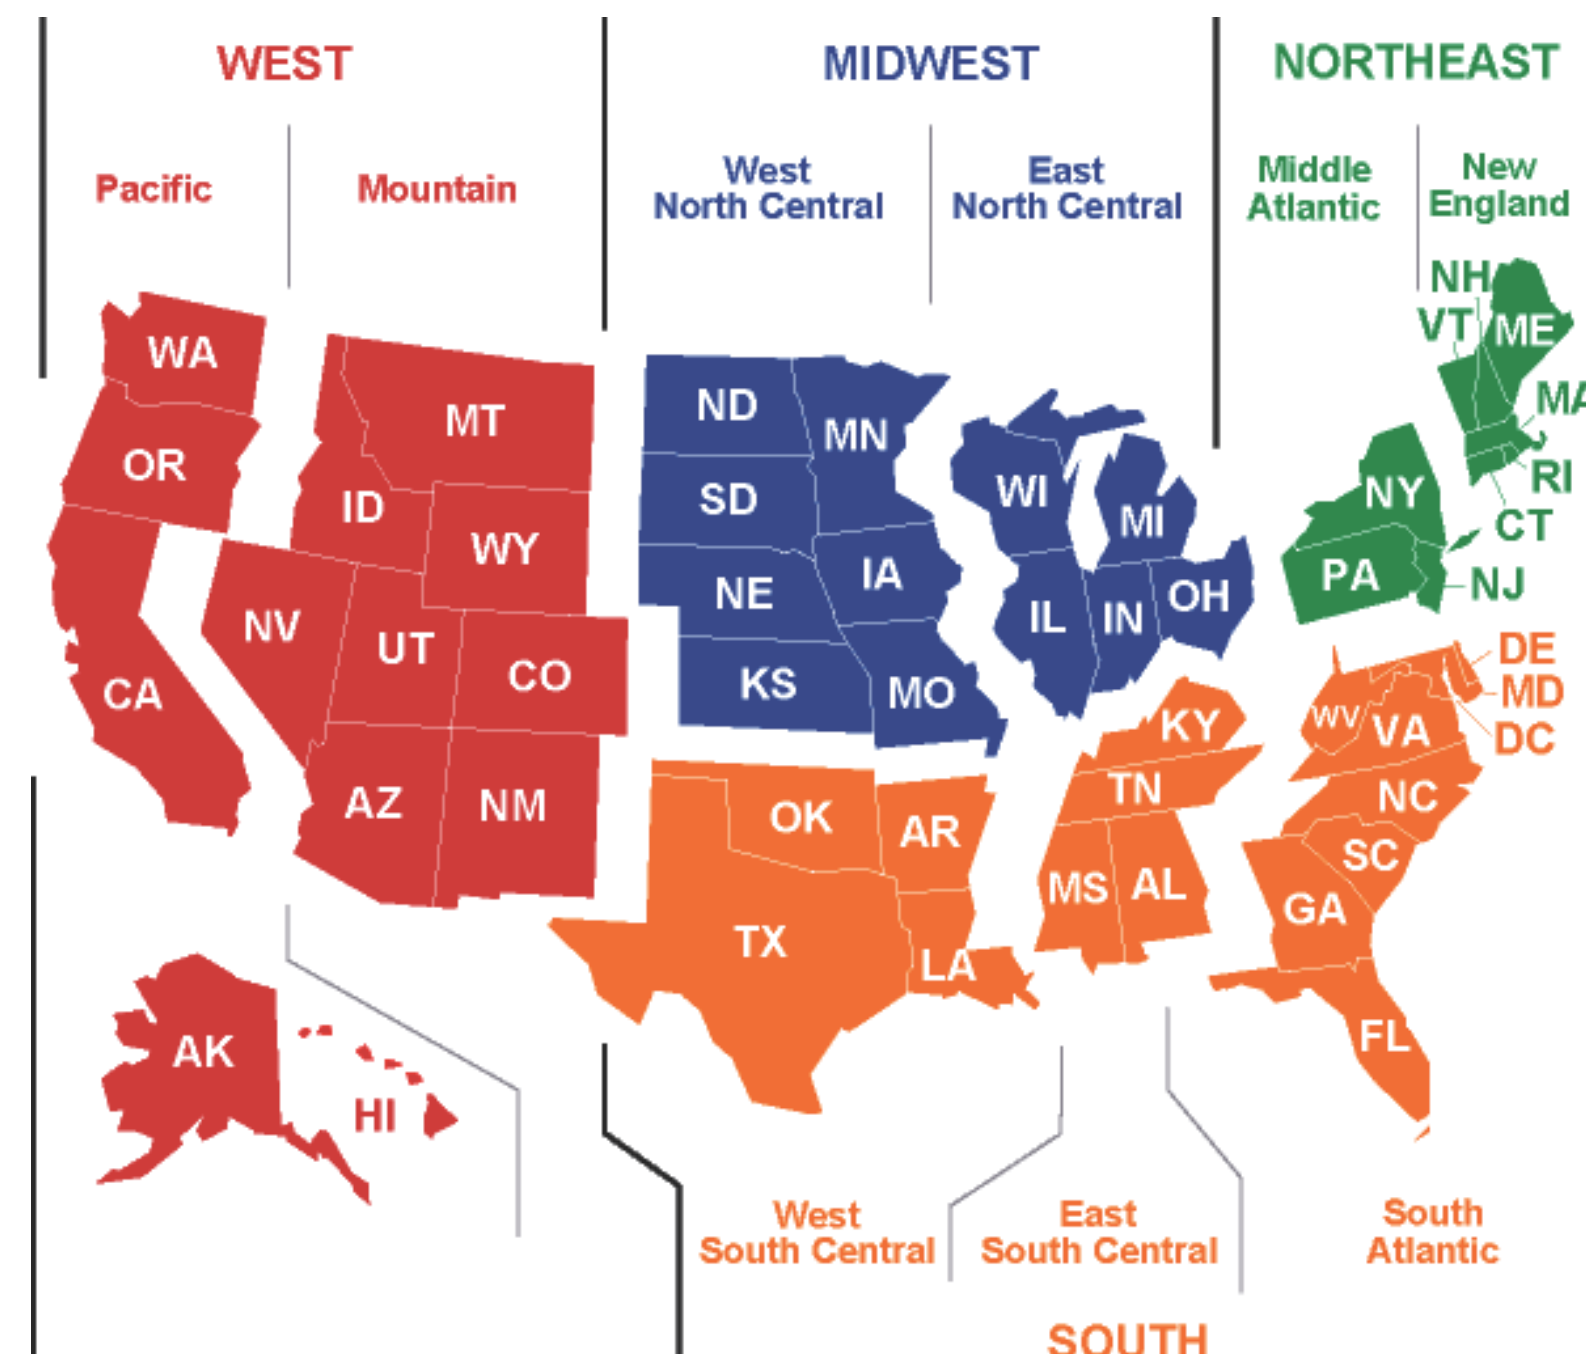 WEST
MIDWEST
NORTHEAST
Pacific
Mountain
West
North Central
East
North Central
Middle
Atlantic
New
England
WA
OR
CA
MT
ID
WY
NV
UT
CO
AZ
NM
AK
HI
ND
SD
NE
KS
MN
IA
MO
WI
MI
IL
IN
OH
NH
VT
ME
MA
RI
CT
NY
PA
NJ
DE
MD
DC
WV
VA
NC
SC
GA
FL
KY
TN
MS
AL
OK
AR
TX
LA
West
South Central
East
South Central
South
Atlantic
SOUTH